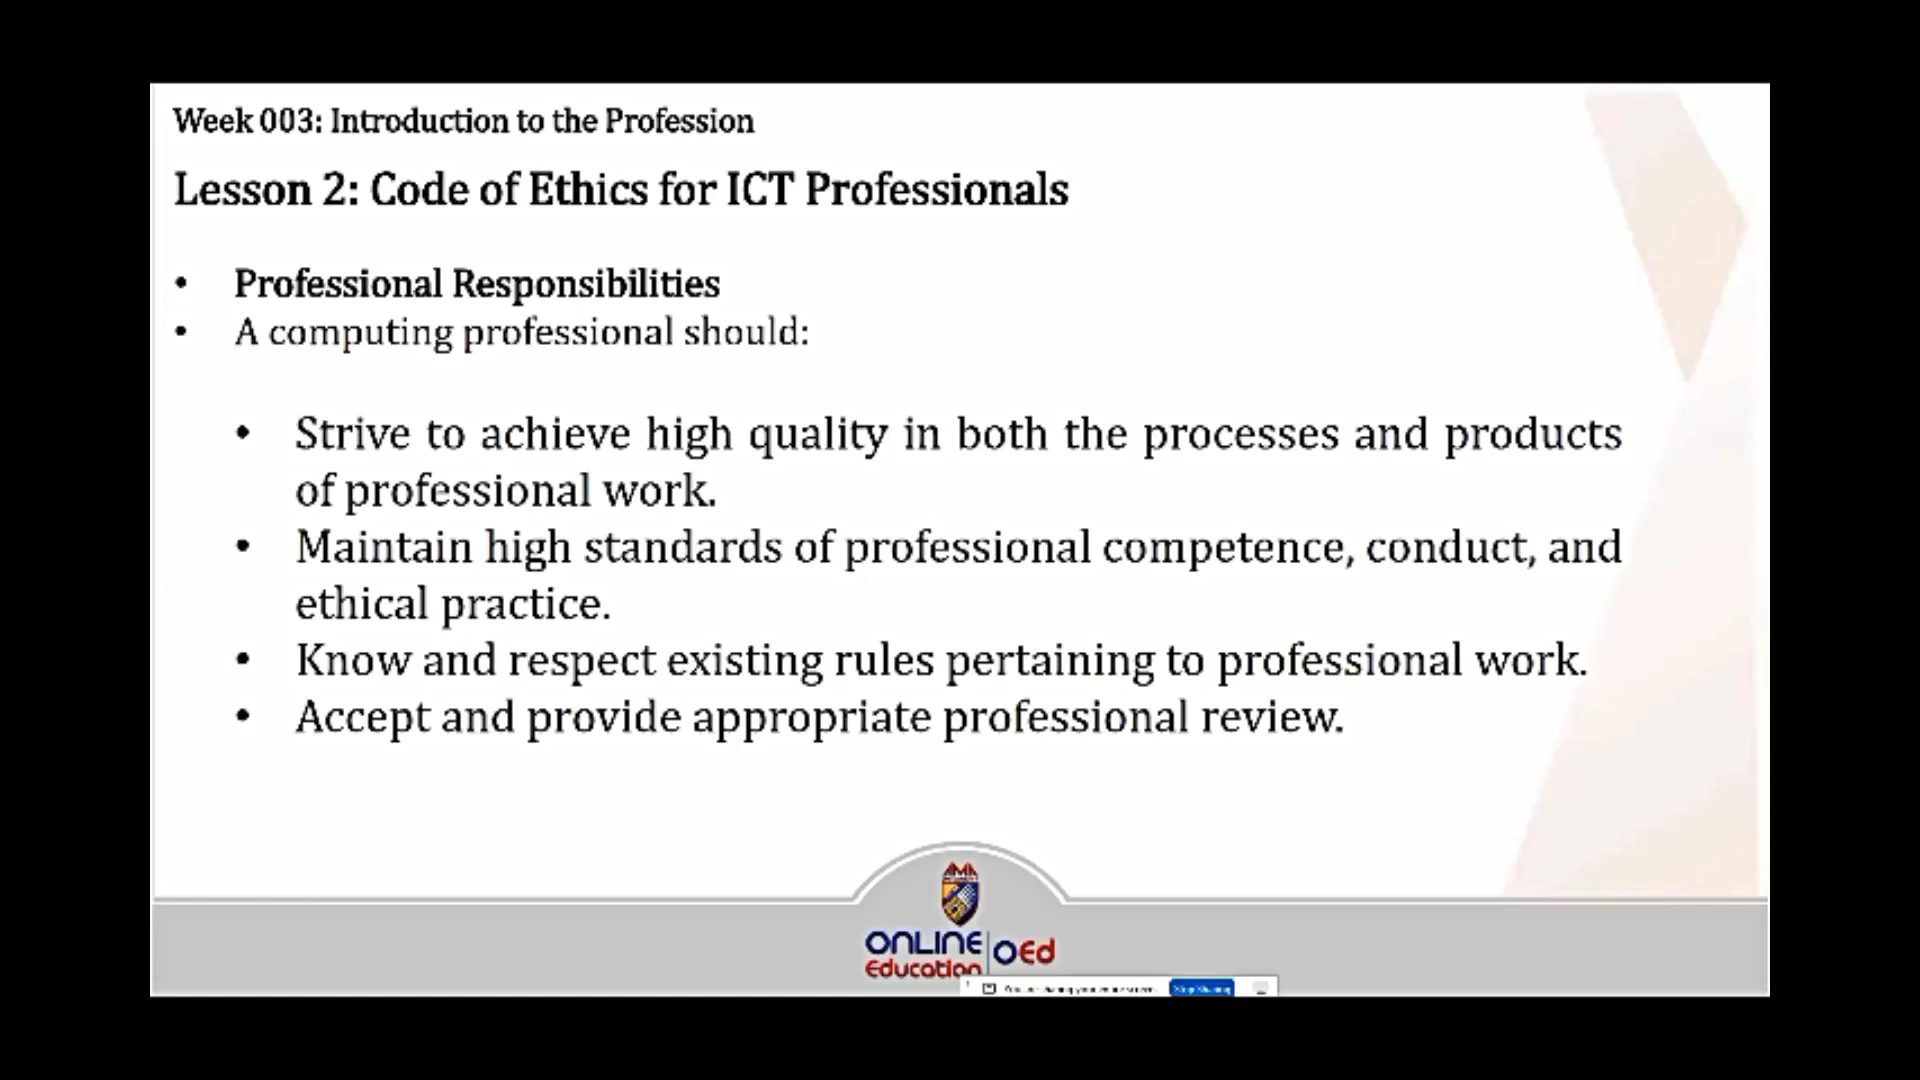 Week 003: Introduction to the Profession
Lesson 2: Code of Ethics for ICT Professionals
• Professional Responsibilities
• A computing professional should:
• Strive to achieve high quality in both the processes and products
of professional work.
• Maintain high standards of professional competence, conduct, and
ethical practice.
• Know and respect existing rules pertaining to professional work.
• Accept and provide appropriate professional review.
AMA
ONLINE
Education
OEd
Stop Sharing